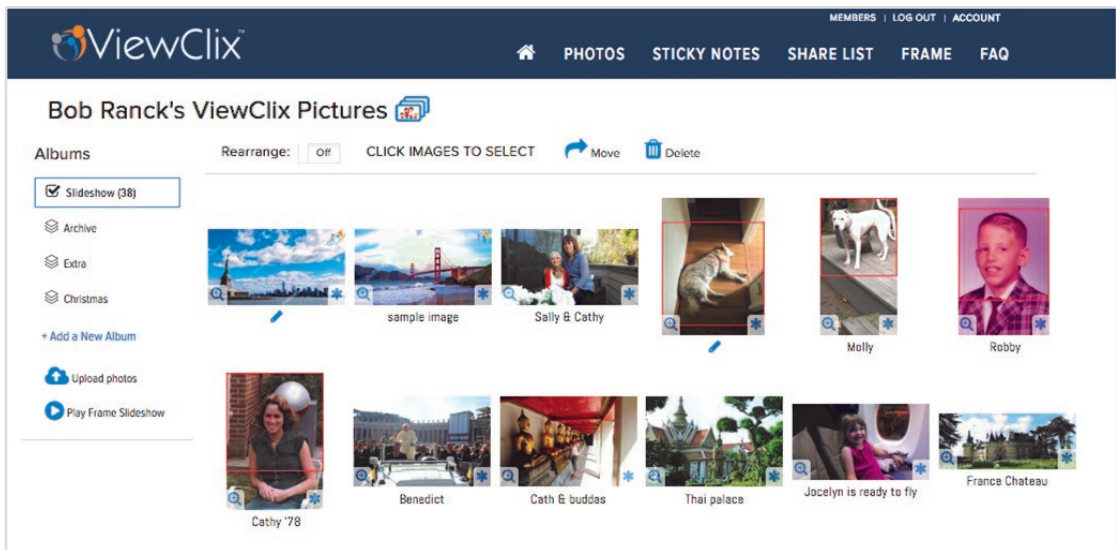 MEMBERS | LOG OUT | ACCOUNT
ViewClix™
PHOTOS STICKY NOTES SHARE LIST FRAME FAQ
Bob Ranck's ViewClix Pictures
Albums
Rearrange: Off CLICK IMAGES TO SELECT Move Delete
Slideshow (38)
Archive
Extra
Christmas
+ Add a New Album
Upload photos
Play Frame Slideshow
sample image
Sally & Cathy
Molly
Robby
Cathy '78
Benedict
Cath & buddas
Thai palace
Jocelyn is ready to fly
France Chateau